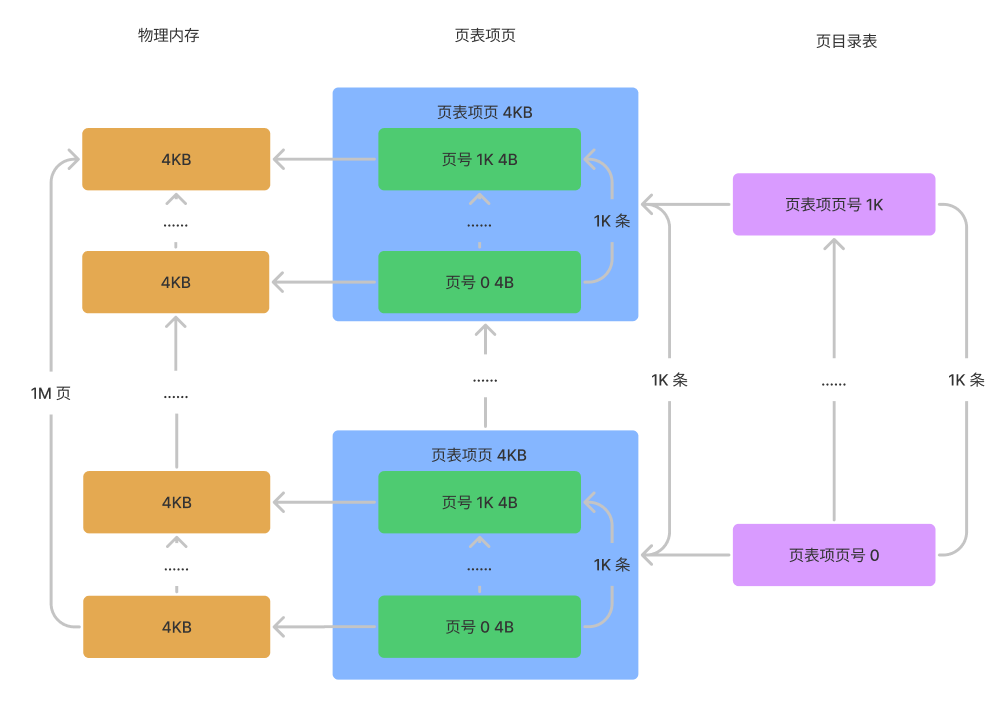 物理内存
页表项页
页目录表
页表项页 4KB
4KB
页号 1K 4B
页表项页号 1K
......
......
1K 条
4KB
页号 0 4B
1M 页
......
......
1K 条
......
1K 条
页表项页 4KB
4KB
页号 1K 4B
......
......
1K 条
页表项页号 0
4KB
页号 0 4B